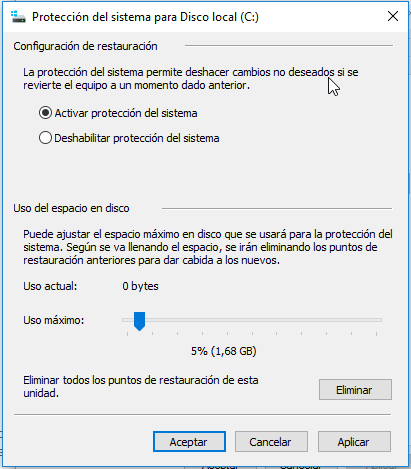 Protección del sistema para Disco local (C:)
Configuración de restauración
La protección del sistema permite deshacer cambios no deseados si se
revierte el equipo a un momento dado anterior.
Activar protección del sistema
Deshabilitar protección del sistema
Uso del espacio en disco
Puede ajustar el espacio máximo en disco que se usará para la protección del
sistema. Según se va llenando el espacio, se irán eliminando los puntos de
restauración anteriores para dar cabida a los nuevos.
Uso actual: 0 bytes
Uso máximo:
5% (1,68 GB)
Eliminar todos los puntos de restauración de esta
unidad.
Eliminar
Aceptar Cancelar Aplicar